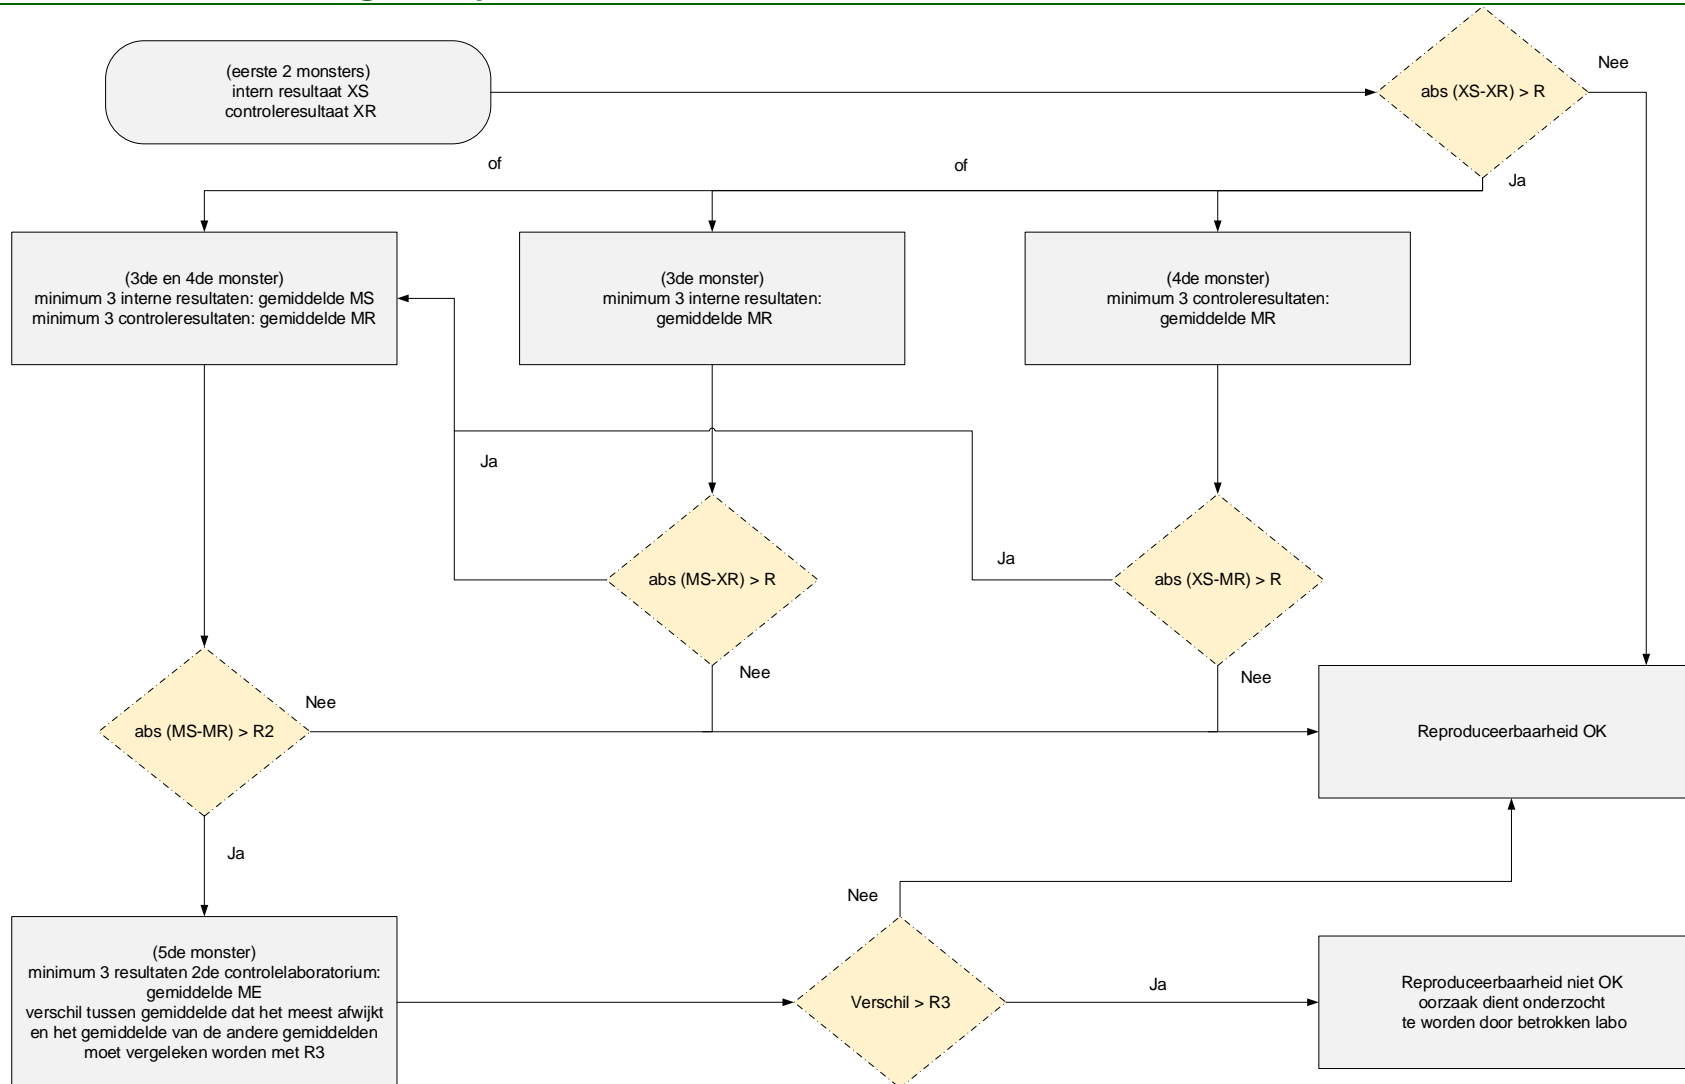 (eerste 2 monsters)
intern resultaat XS
controleresultaat XR
abs (XS-XR) > R
Nee
Ja
of
of
(3de en 4de monster)
minimum 3 interne resultaten: gemiddelde MS
minimum 3 controleresultaten: gemiddelde MR
(3de monster)
minimum 3 interne resultaten:
gemiddelde MR
(4de monster)
minimum 3 controleresultaten:
gemiddelde MR
Ja
Ja
abs (MS-XR) > R
abs (XS-MR) > R
Nee
Nee
Nee
abs (MS-MR) > R2
Reproduceerbaarheid OK
Ja
Nee
(5de monster)
minimum 3 resultaten 2de controlelaboratorium:
gemiddelde ME
verschil tussen gemiddelde dat het meest afwijkt
en het gemiddelde van de andere gemiddelden
moet vergeleken worden met R3
Verschil > R3
Ja
Reproduceerbaarheid niet OK
oorzaak dient onderzocht
te worden door betrokken labo